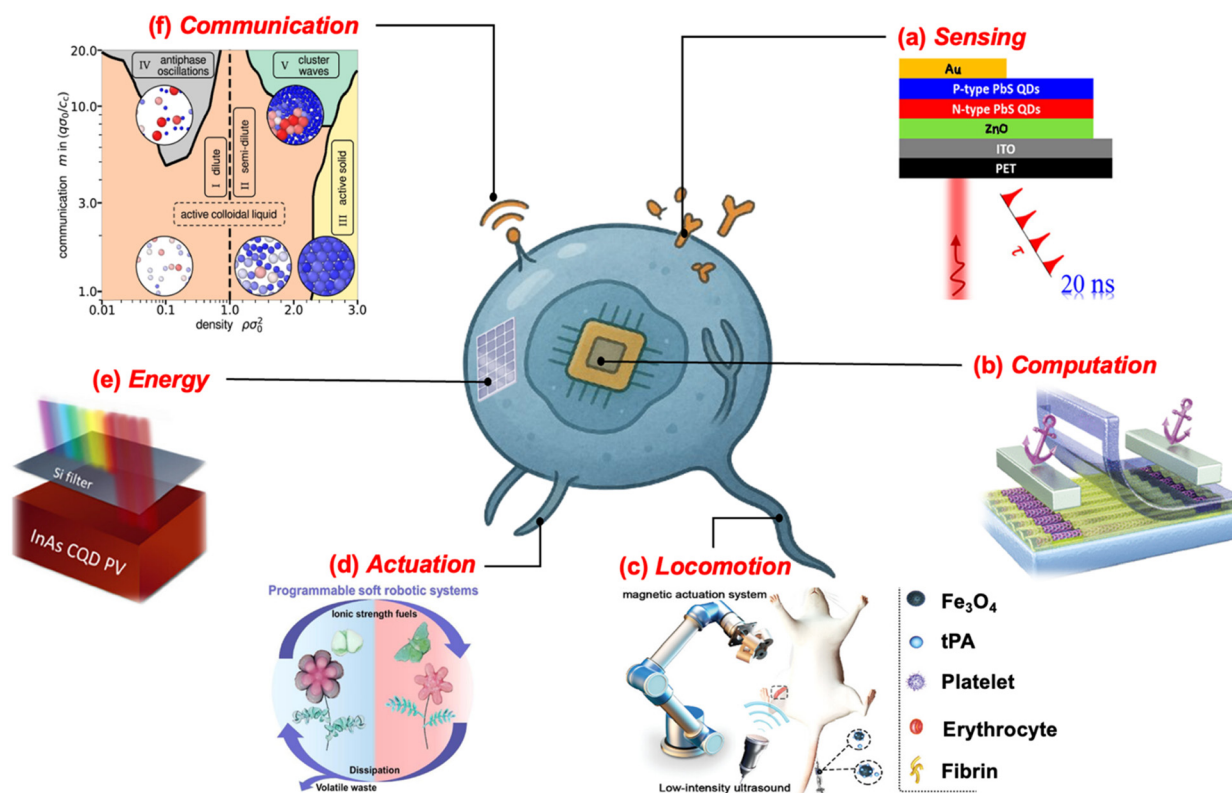 (f) Communication
20.0
10.0
3.0
1.0
communication m in (qσ0/cc)
IV antiphase oscillations
V cluster waves
I dilute
II semi-dilute
III active solid
active colloidal liquid
0.01
0.1
1.0
2.0
3.0
density ρσ₀²
(a) Sensing
Au
P-type PbS QDs
N-type PbS QDs
ZnO
ITO
PET
τ
20 ns
(e) Energy
Si filter
InAs CQD PV
(b) Computation
(d) Actuation
Programmable soft robotic systems
Ionic strength fuels
Dissipation
Volatile waste
(c) Locomotion
magnetic actuation system
Low-intensity ultrasound
Fe₃O₄
tPA
Platelet
Erythrocyte
Fibrin